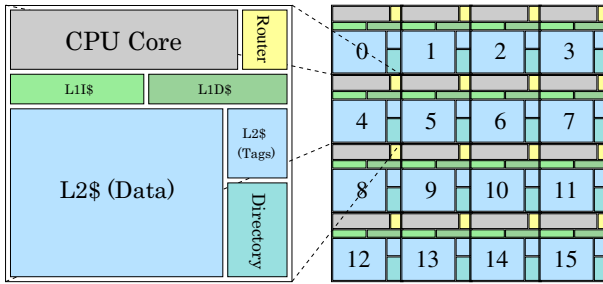 CPU Core
Router
L1I$
L1D$
L2$ (Data)
L2$
(Tags)
Directory
0 1 2 3
4 5 6 7
8 9 10 11
12 13 14 15